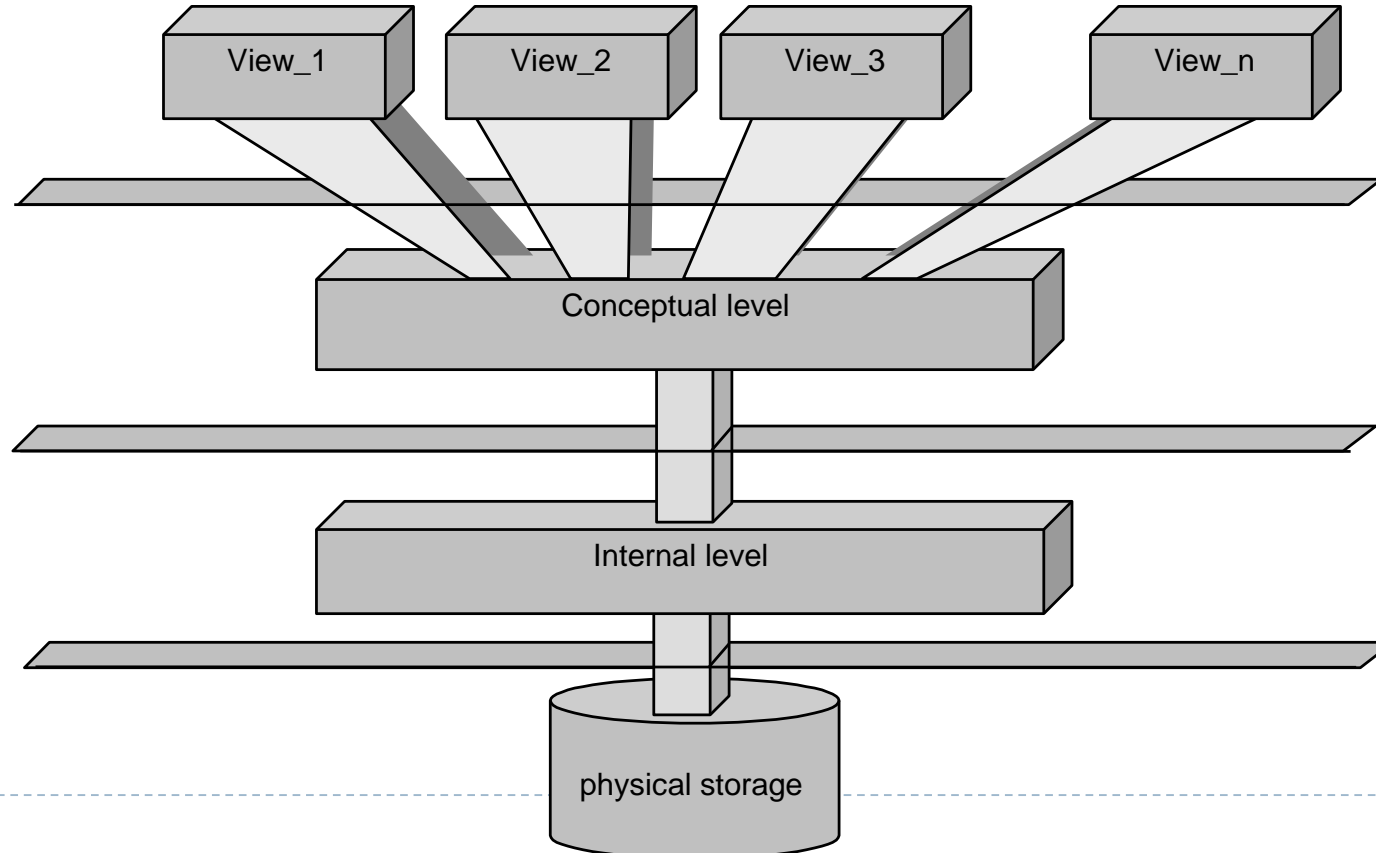 View_1
View_2
View_3
View_n
Conceptual level
Internal level
physical storage